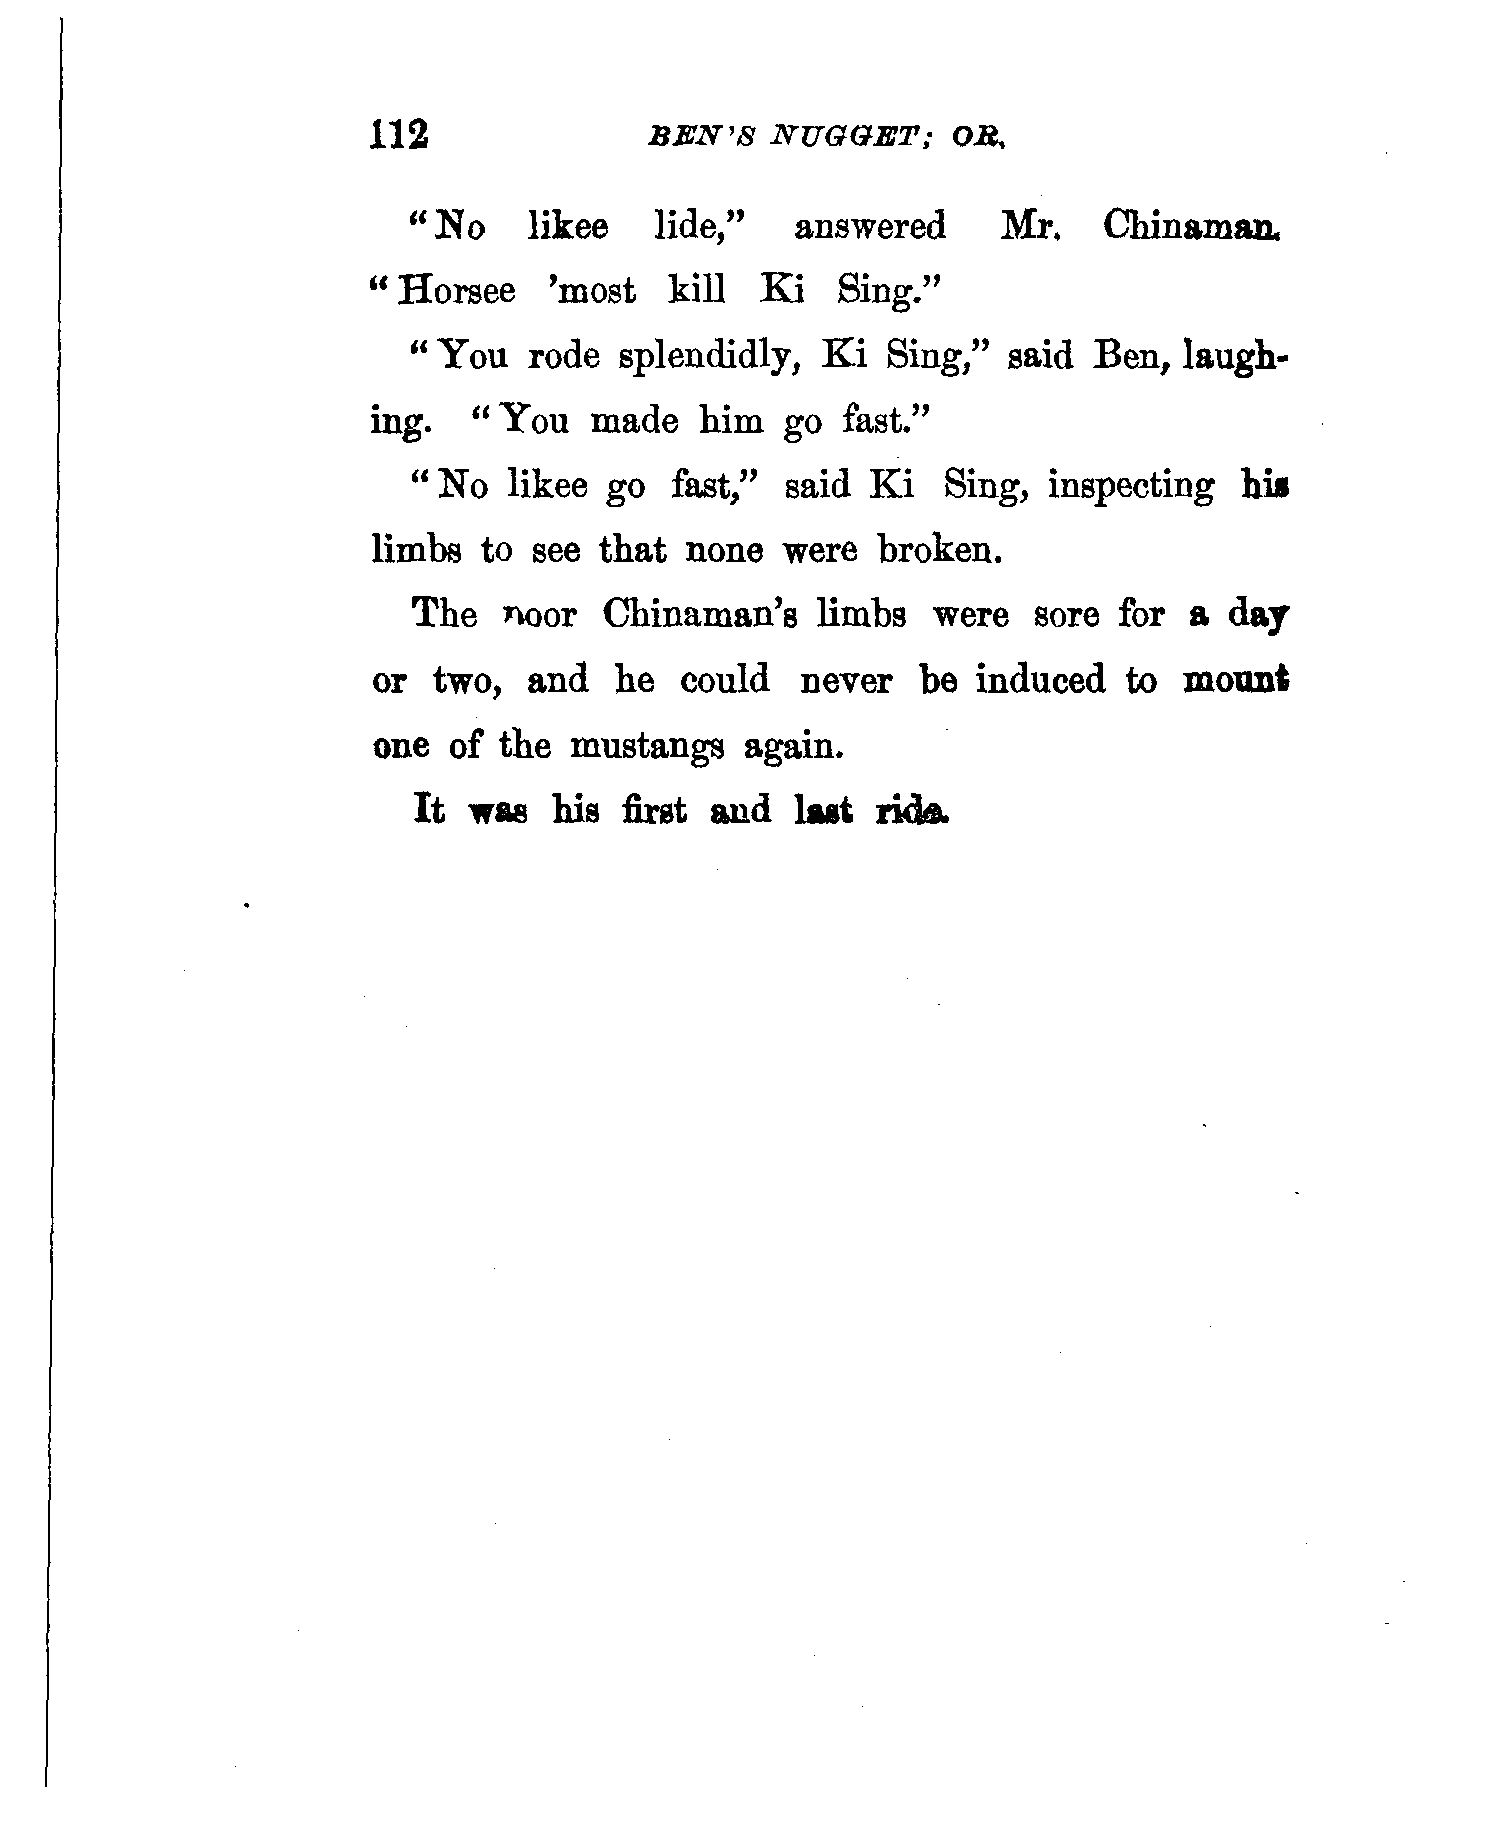 112 BEN'S NUGGET; OR,
"No likee lide," answered Mr. Chinaman.
"Horsee 'most kill Ki Sing."
"You rode splendidly, Ki Sing," said Ben, laugh-
ing. "You made him go fast."
"No likee go fast," said Ki Sing, inspecting his
limbs to see that none were broken.
The poor Chinaman's limbs were sore for a day
or two, and he could never be induced to mount
one of the mustangs again.
It was his first and last ride.